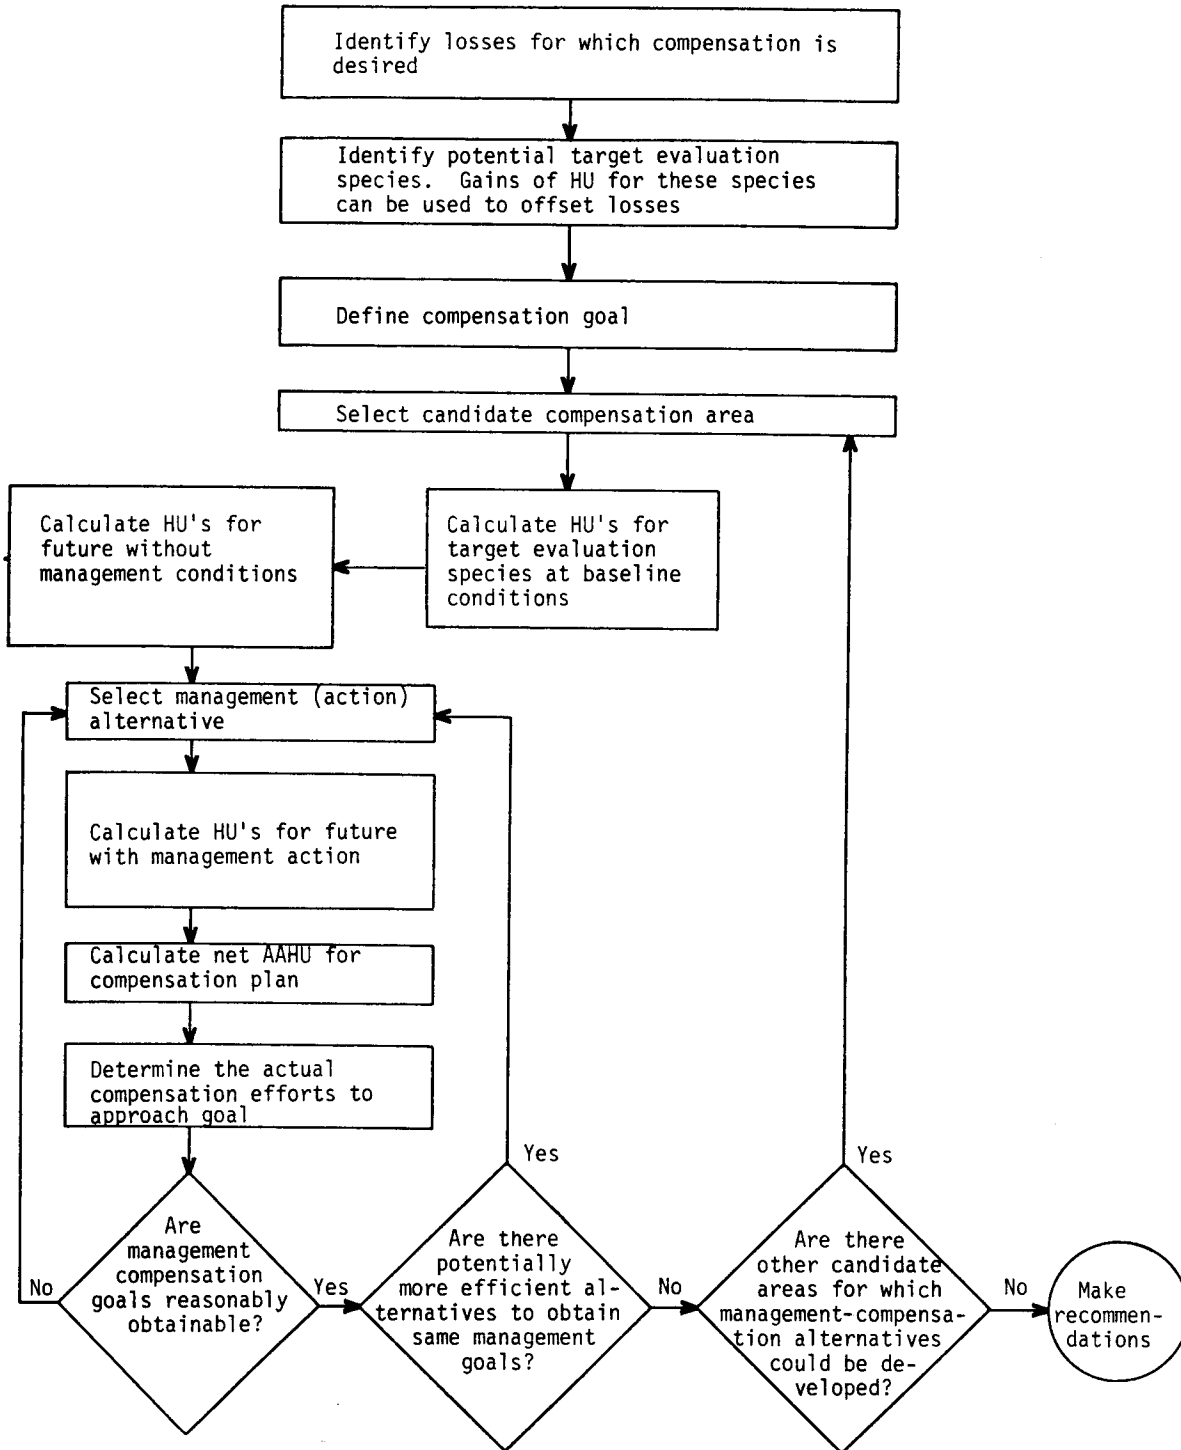 Identify losses for which compensation is
desired
Identify potential target evaluation
species. Gains of HU for these species
can be used to offset losses
Define compensation goal
Select candidate compensation area
Calculate HU's for
future without
management conditions
Calculate HU's for
target evaluation
species at baseline
conditions
Select management (action)
alternative
Calculate HU's for future
with management action
Calculate net AAHU for
compensation plan
Determine the actual
compensation efforts to
approach goal
Are
management
compensation
goals reasonably
obtainable?
No
Yes
Are there
potentially
more efficient al-
ternatives to obtain
same management
goals?
Yes
No
Are there
other candidate
areas for which
management-compensa-
tion alternatives
could be de-
veloped?
Yes
No
Make
recommen-
dations